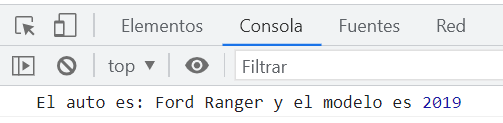 Elementos Consola Fuentes Red
top Filtrar
El auto es: Ford Ranger y el modelo es 2019